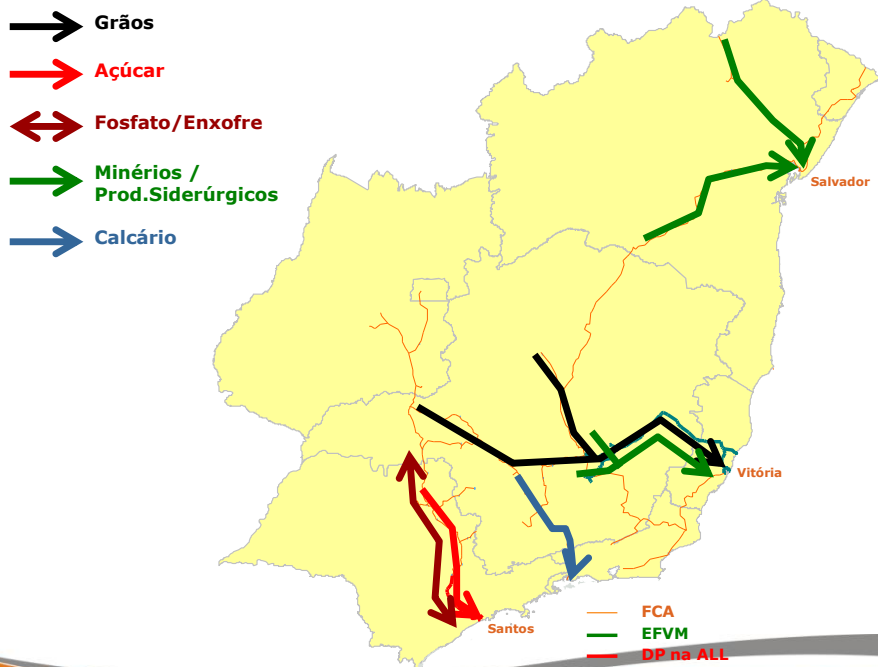 Grãos
Açúcar
Fosfato/Enxofre
Minérios /
Prod.Siderúrgicos
Calcário
Salvador
Vitória
Santos
FCA
EFVM
DP na ALL